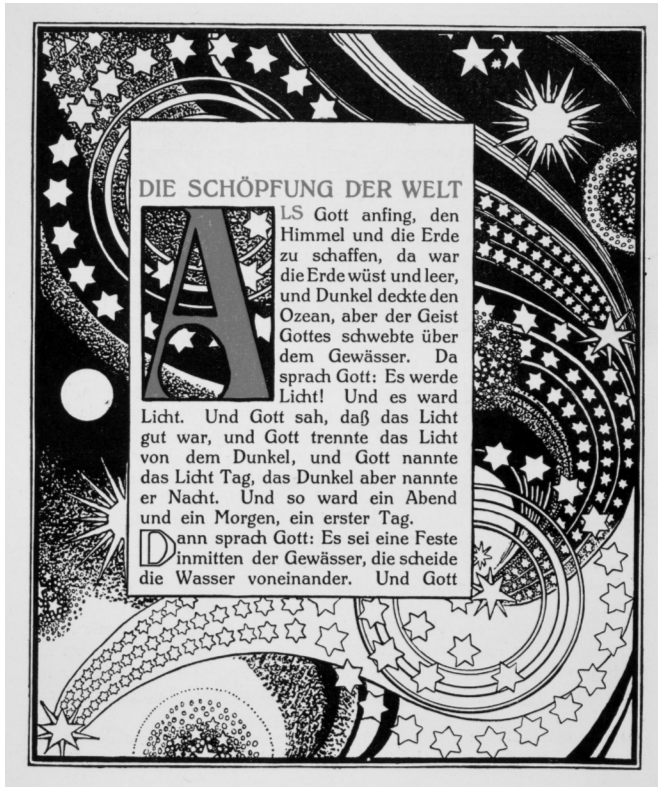 DIE SCHÖPFUNG DER WELT
ALS Gott anfing, den
Himmel und die Erde
zu schaffen, da war
die Erde wüst und leer,
und Dunkel deckte den
Ozean, aber der Geist
Gottes schwebte über
dem Gewässer. Da
sprach Gott: Es werde
Licht! Und es ward
Licht. Und Gott sah, daß das Licht
gut war, und Gott trennte das Licht
von dem Dunkel, und Gott nannte
das Licht Tag, das Dunkel aber nannte
er Nacht. Und so ward ein Abend
und ein Morgen, ein erster Tag.
Dann sprach Gott: Es sei eine Feste
inmitten der Gewässer, die scheide
die Wasser voneinander. Und Gott